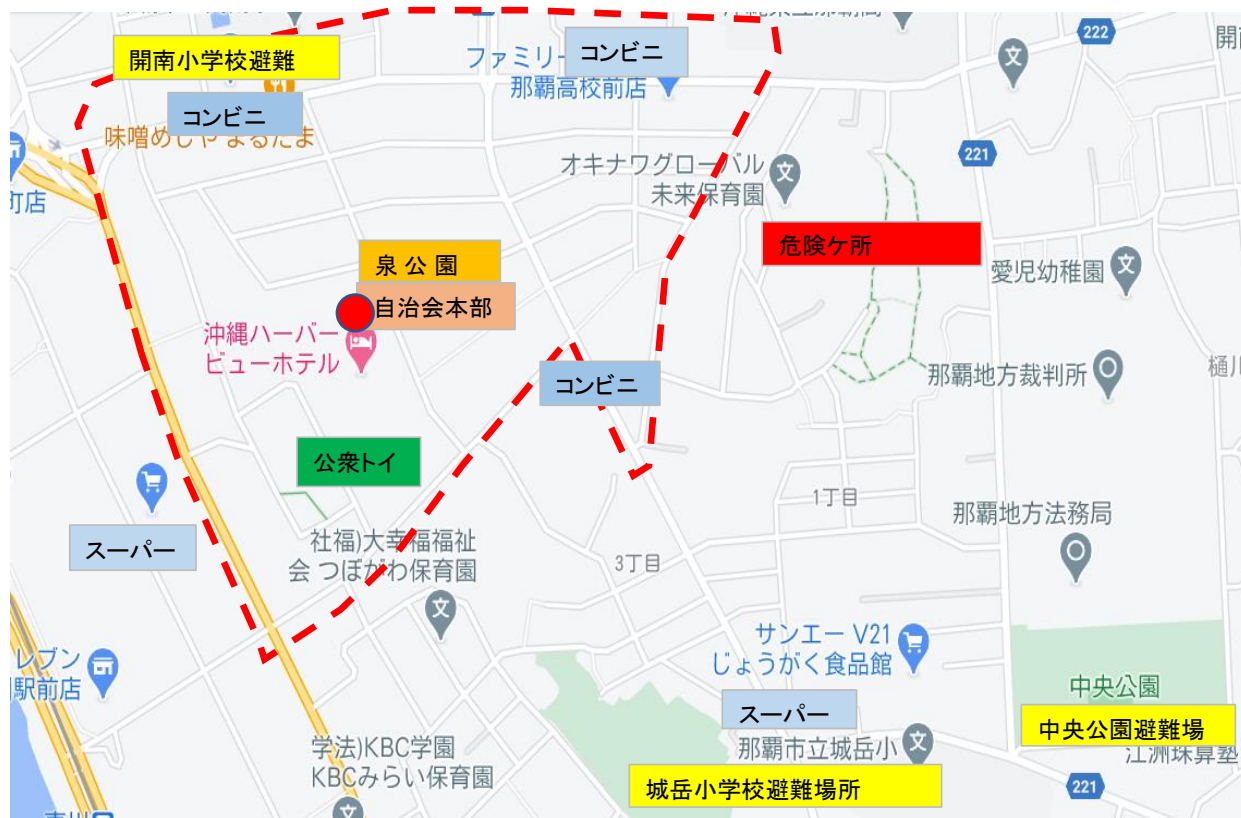 222
開南小学校避難
コンビニ
ファミリー
那覇高校前店
コンビニ
味噌めしや まるたま
221
オキナワグローバル
未来保育園
町店
危険ケ所
泉 公 園
愛児幼稚園
自治会本部
沖縄ハーバー
ビューホテル
コンビニ
那覇地方裁判所
樋川
公衆トイ
1丁目
那覇地方法務局
スーパー
社福)大幸福福祉
会 つぼがわ保育園
3丁目
サンエー V21
じょうがく食品館
レブン
駅前店
中央公園
スーパー
中央公園避難場
那覇市立城岳小
江洲珠算塾
学法)KBC学園
KBCみらい保育園
城岳小学校避難場所
221